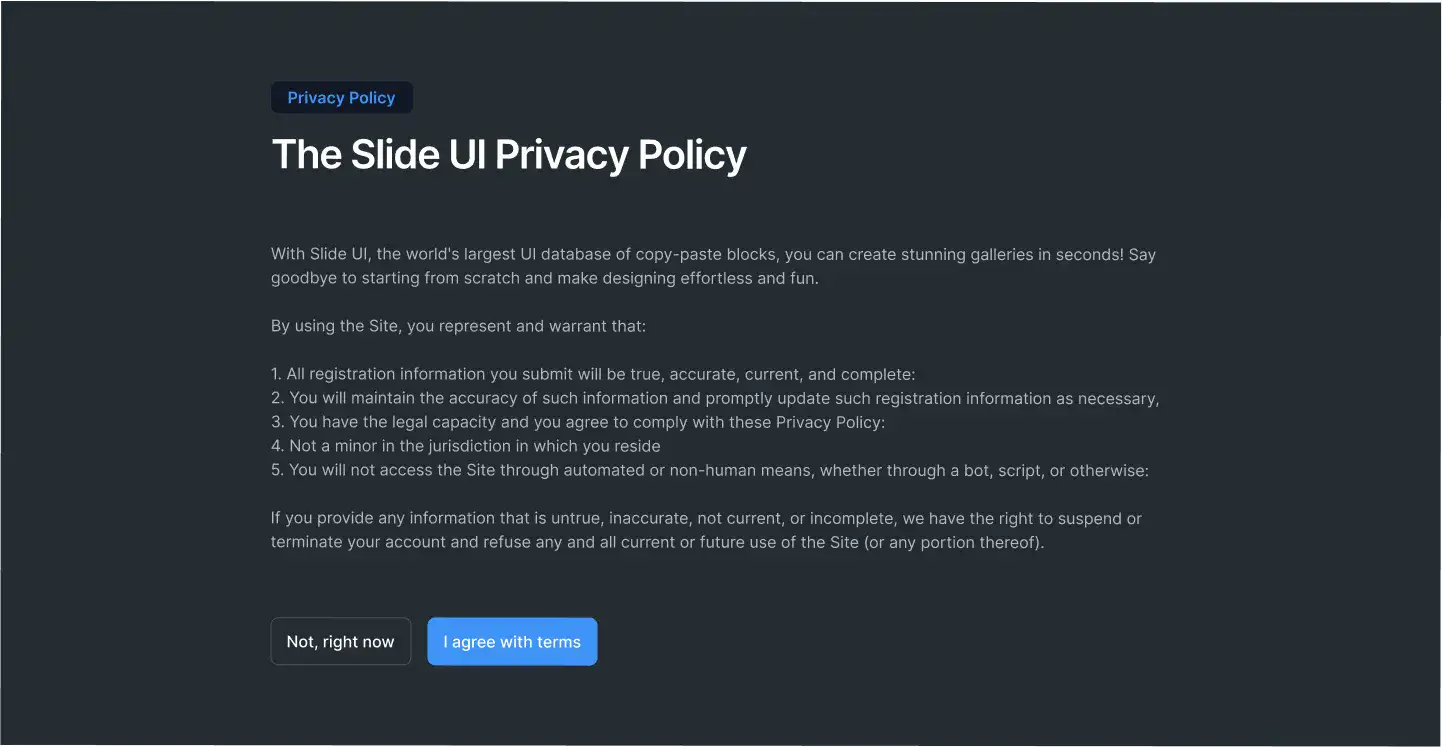 Privacy Policy
The Slide UI Privacy Policy
With Slide UI, the world's largest UI database of copy-paste blocks, you can create stunning galleries in seconds! Say
goodbye to starting from scratch and make designing effortless and fun.
By using the Site, you represent and warrant that:
1. All registration information you submit will be true, accurate, current, and complete:
2. You will maintain the accuracy of such information and promptly update such registration information as necessary,
3. You have the legal capacity and you agree to comply with these Privacy Policy:
4. Not a minor in the jurisdiction in which you reside
5. You will not access the Site through automated or non-human means, whether through a bot, script, or otherwise:
If you provide any information that is untrue, inaccurate, not current, or incomplete, we have the right to suspend or
terminate your account and refuse any and all current or future use of the Site (or any portion thereof).
Not, right now
I agree with terms